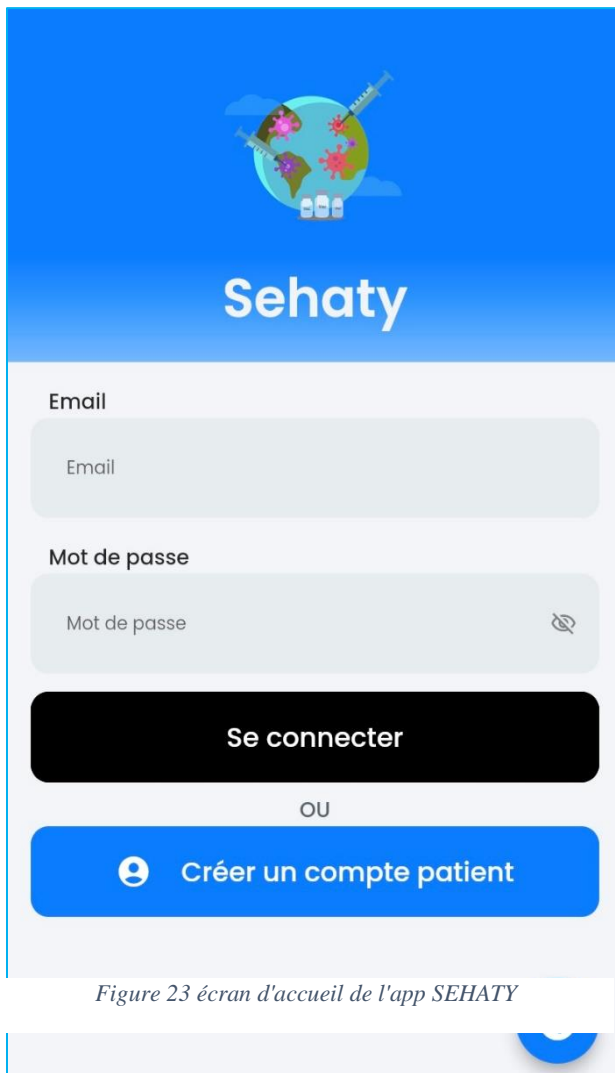 Sehaty
Email
Email
Mot de passe
Mot de passe
Se connecter
OU
Créer un compte patient
Figure 23 écran d'accueil de l'app SEHATY